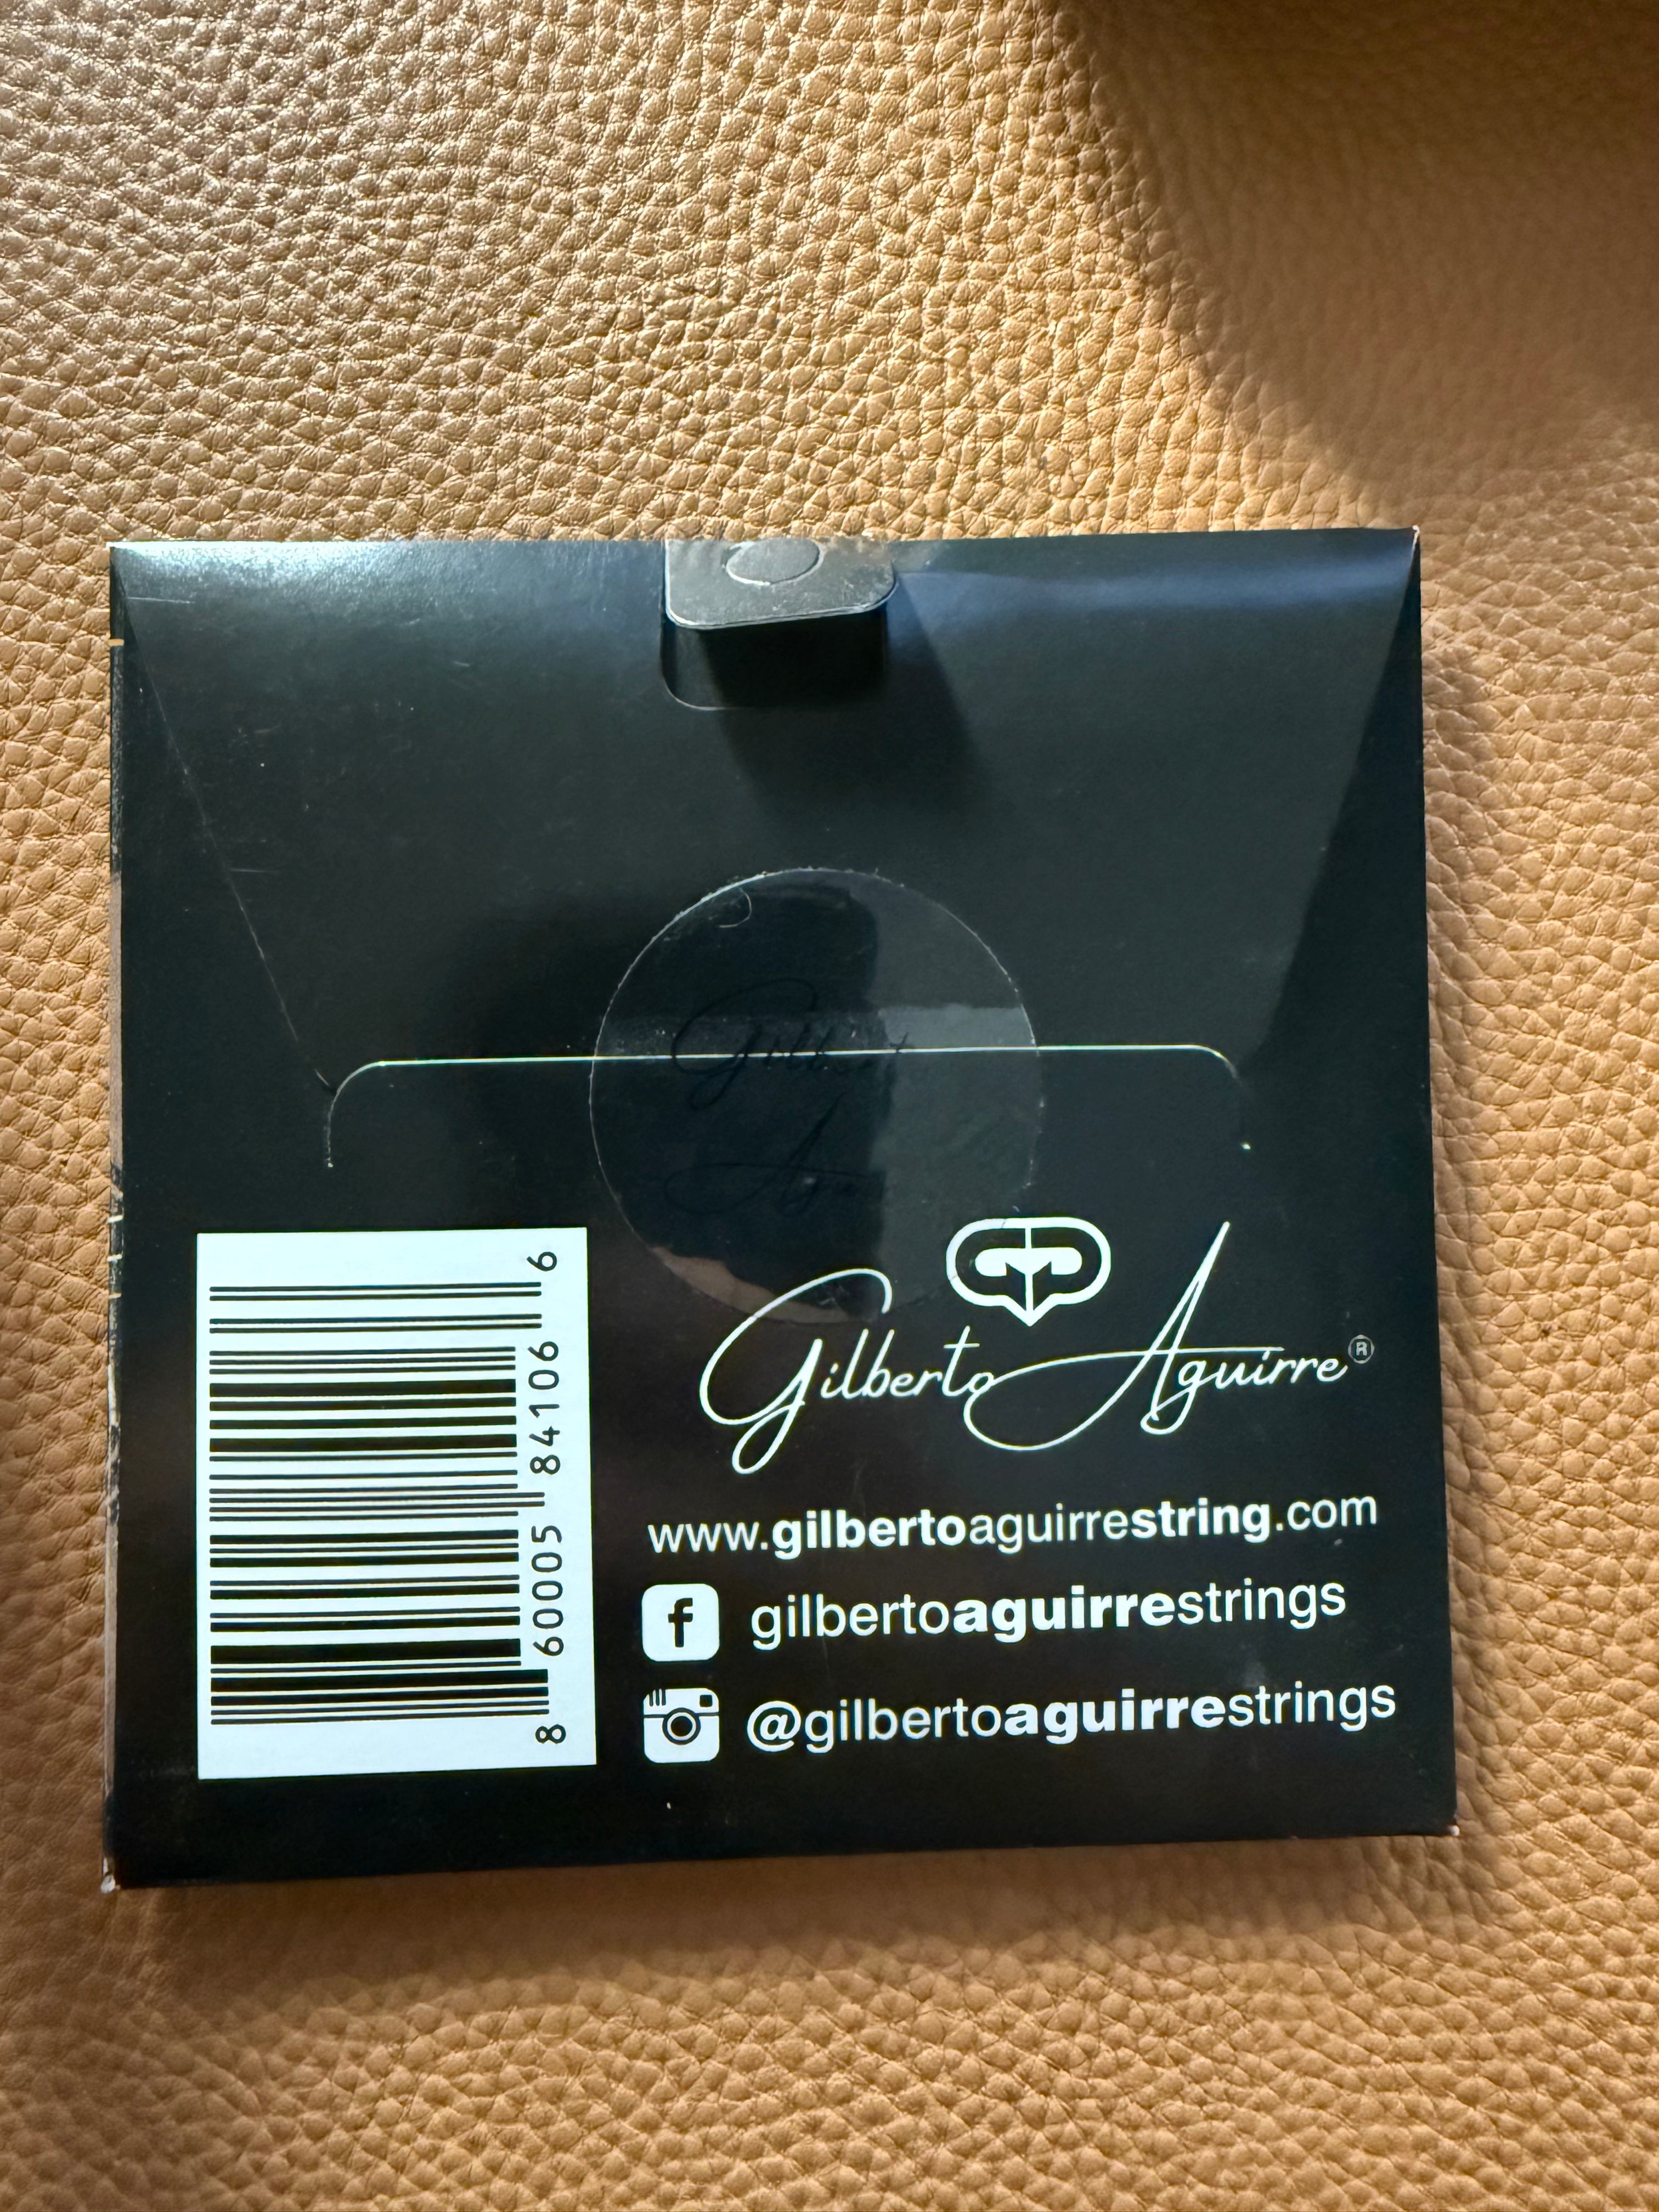 Gilberto Aguirre®
www.gilbertoaguirrestring.com
gilbertoaguirrestrings
@gilbertoaguirrestrings
8 60005 84106 6